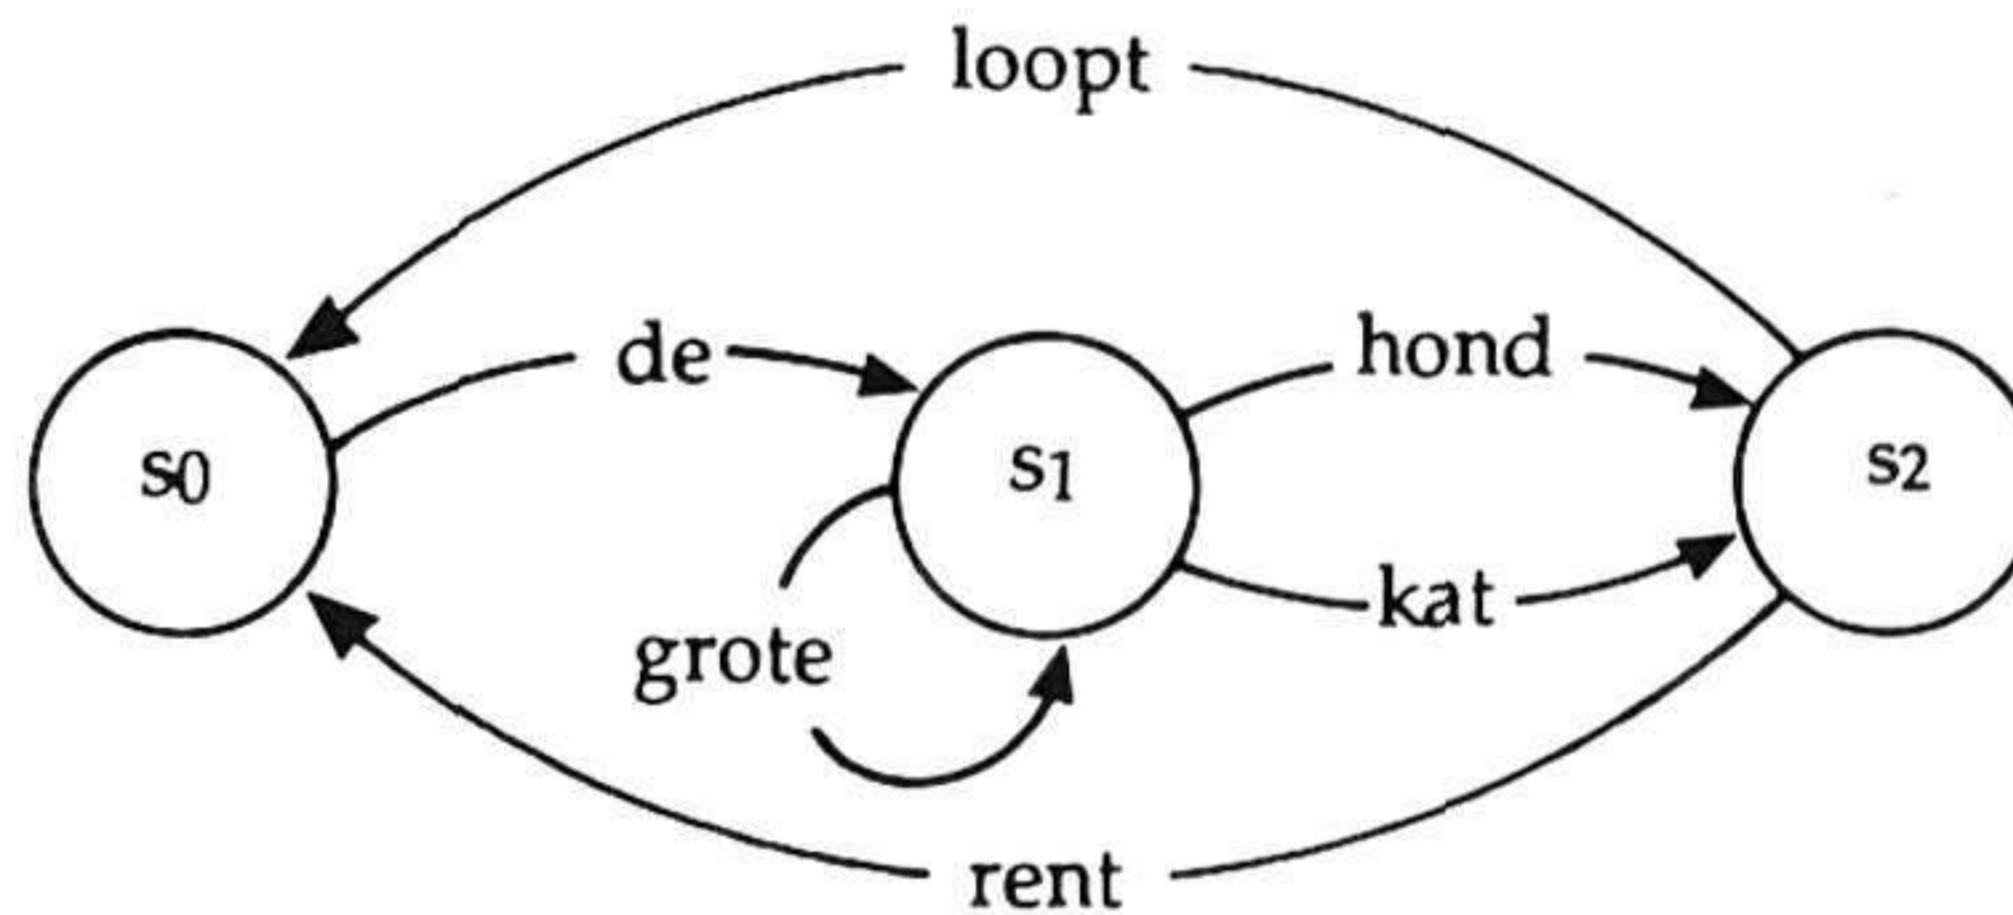 loopt
de
hond
s0
s1
s2
kat
grote
rent